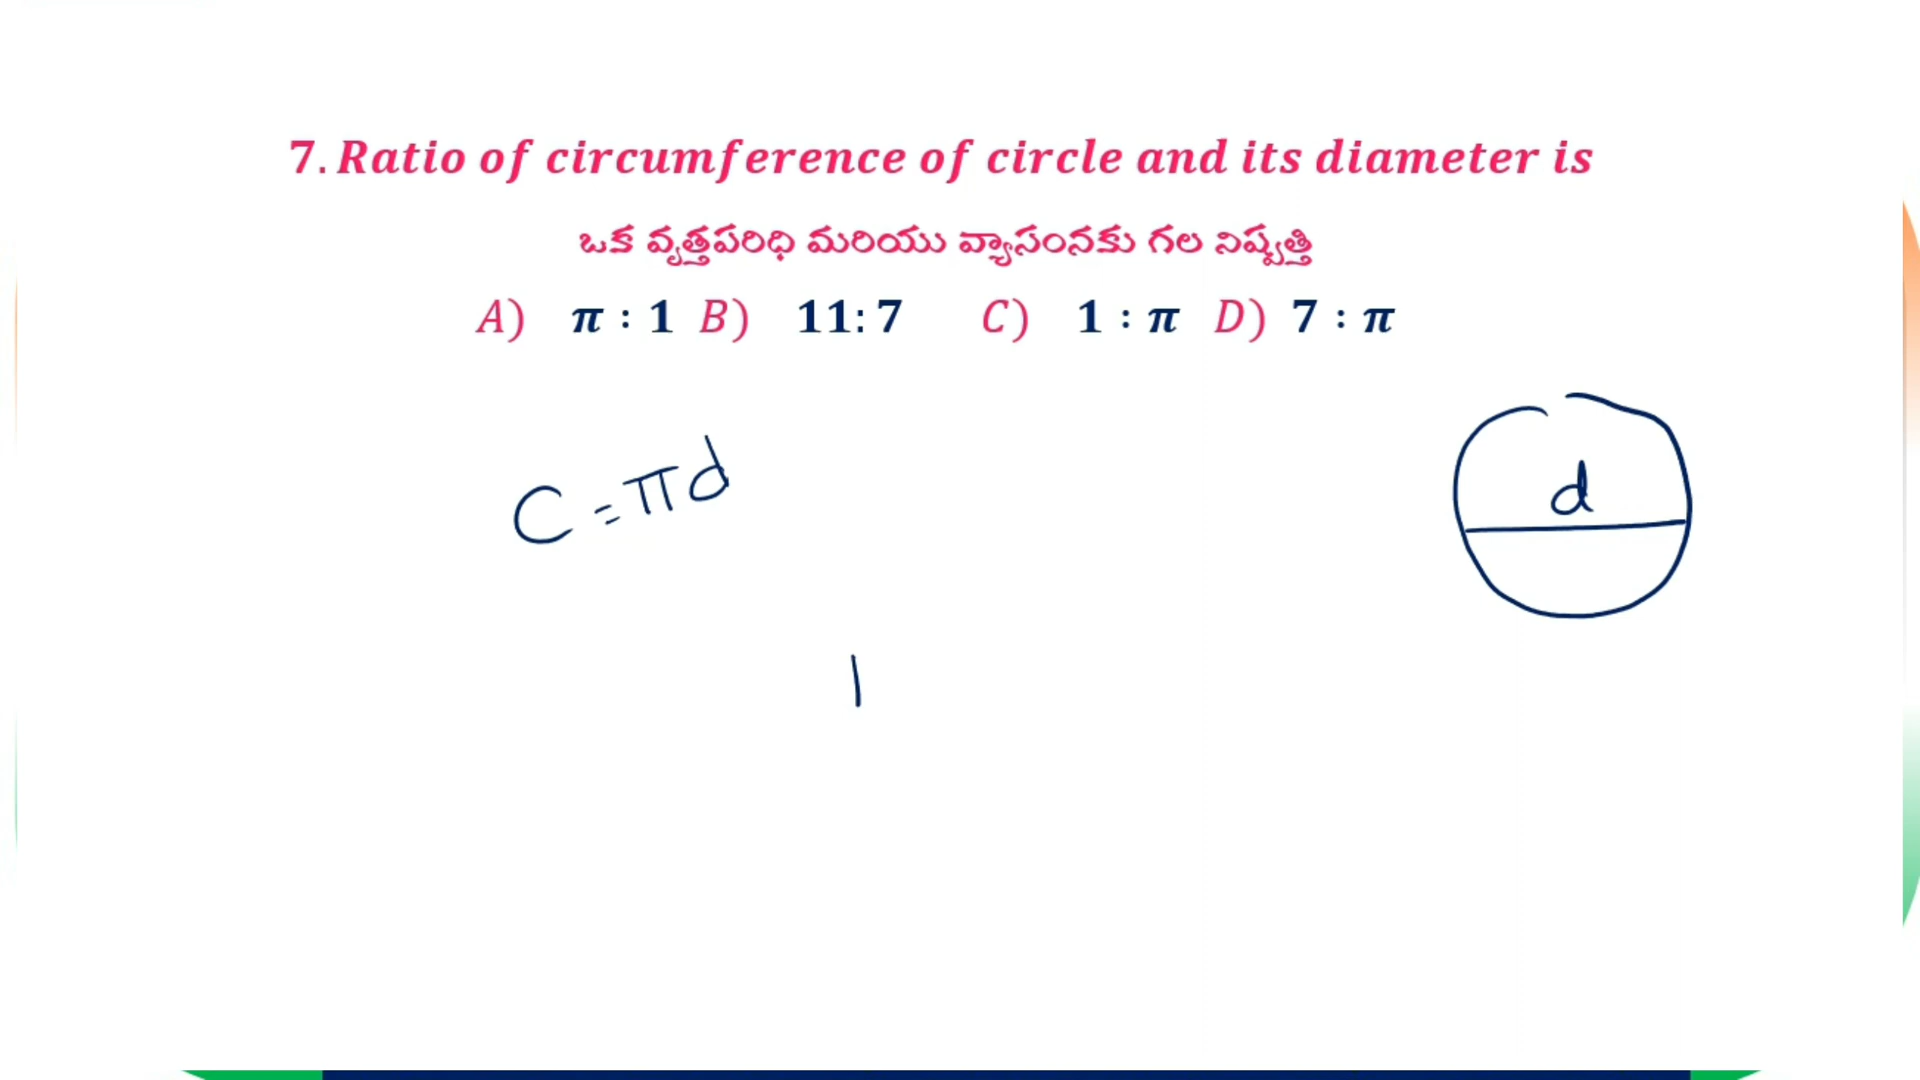 7. Ratio of circumference of circle and its diameter is
ఒక వృత్తపరిధి మరియు వ్యాసంనకు గల నిష్పత్తి
A) π : 1 B) 11: 7 C) 1 : π D) 7 : π
C = πd
d
|